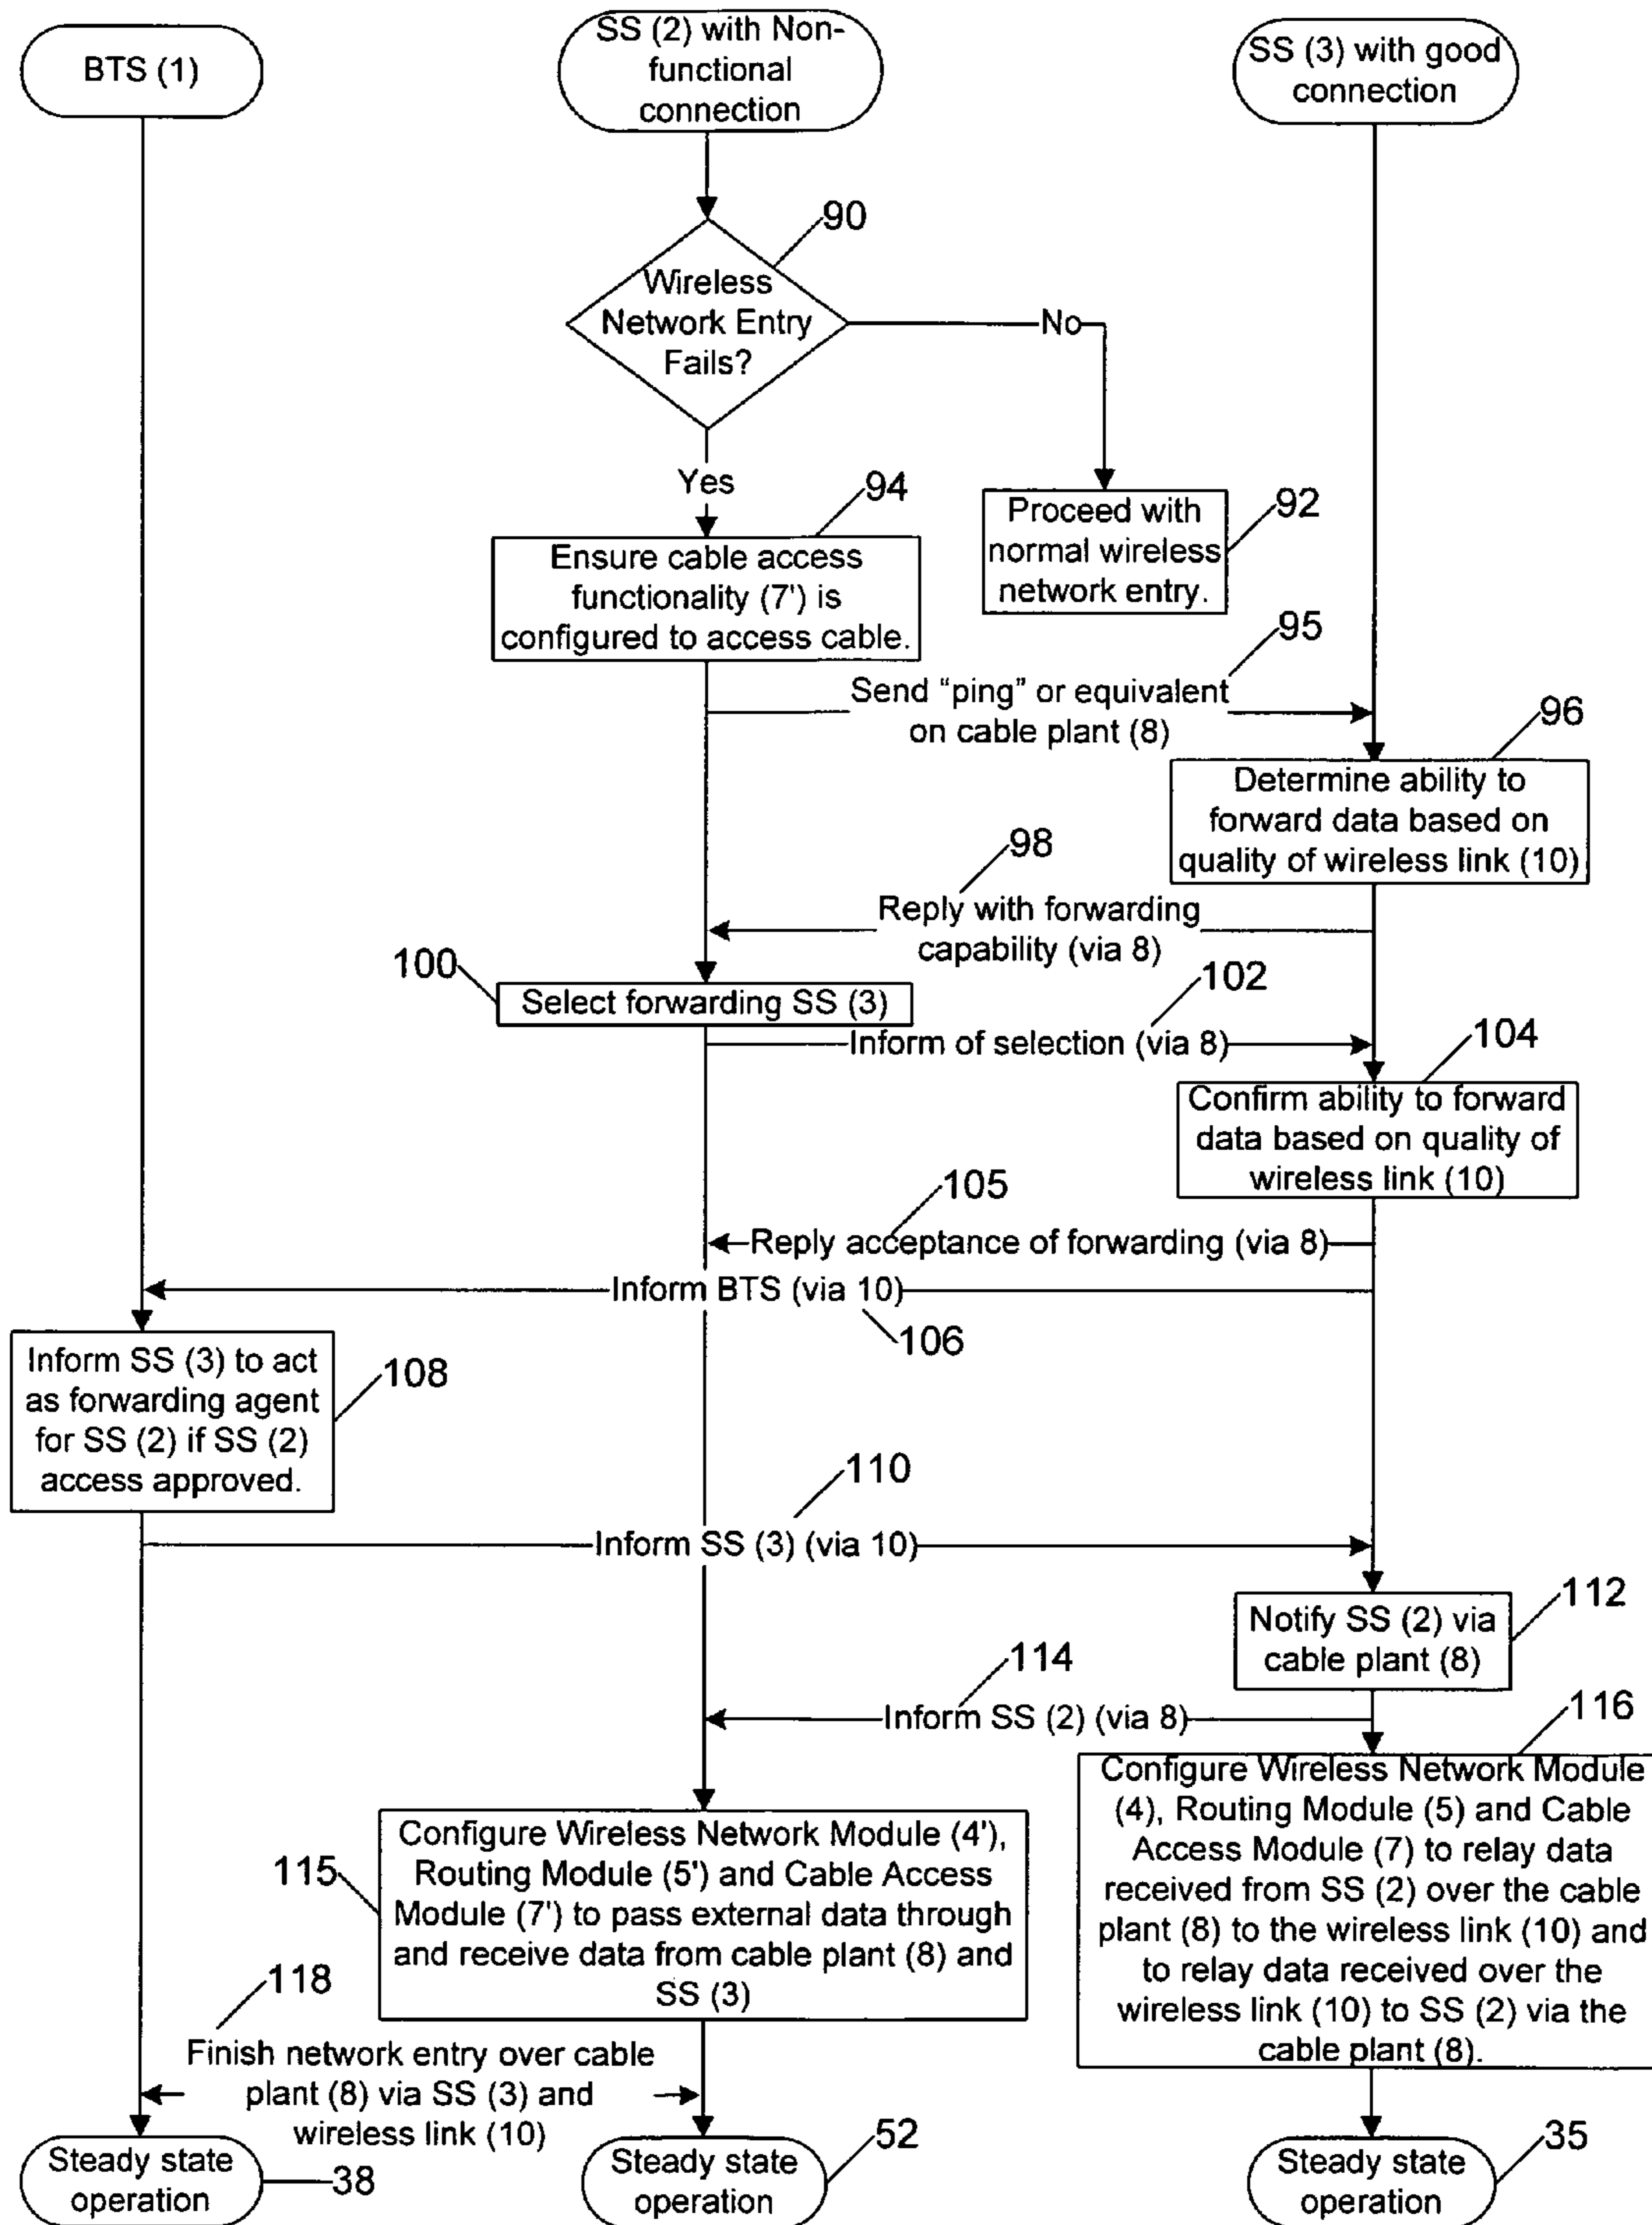 BTS (1)
SS (2) with Non-
functional
connection
SS (3) with good
connection
90
Wireless
Network Entry
Fails?
No
Yes
94
92
Proceed with
normal wireless
network entry.
Ensure cable access
functionality (7') is
configured to access cable.
95
Send "ping" or equivalent
on cable plant (8)
96
Determine ability to
forward data based on
quality of wireless link (10)
98
Reply with forwarding
capability (via 8)
100
Select forwarding SS (3)
102
Inform of selection (via 8)
104
Confirm ability to forward
data based on quality of
wireless link (10)
105
Reply acceptance of forwarding (via 8)
Inform BTS (via 10)
106
Inform SS (3) to act
as forwarding agent
for SS (2) if SS (2)
access approved.
108
110
Inform SS (3) (via 10)
112
Notify SS (2) via
cable plant (8)
114
Inform SS (2) (via 8)
116
Configure Wireless Network Module
(4), Routing Module (5) and Cable
Access Module (7) to relay data
received from SS (2) over the cable
plant (8) to the wireless link (10) and
to relay data received over the
wireless link (10) to SS (2) via the
cable plant (8).
115
Configure Wireless Network Module (4'),
Routing Module (5') and Cable Access
Module (7') to pass external data through
and receive data from cable plant (8) and
SS (3)
118
Finish network entry over cable
plant (8) via SS (3) and
wireless link (10)
Steady state
operation
38
Steady state
operation
52
Steady state
operation
35